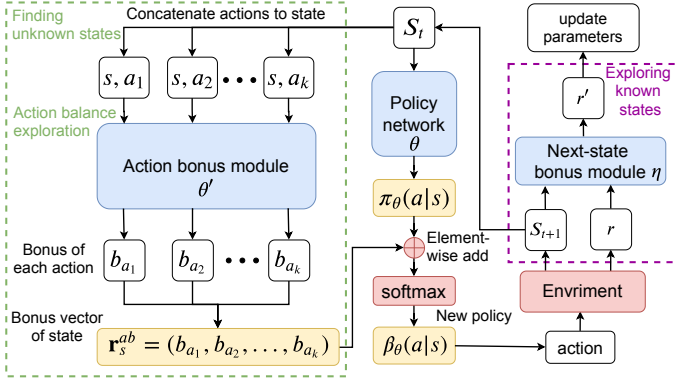 Finding
unknown states
Concatenate actions to state
S_t
update
parameters
s, a_1
s, a_2
s, a_k
r′
Exploring
known
states
Action balance
exploration
Policy
network
θ
Action bonus module
θ′
Next-state
bonus module η
π_θ(a|s)
Bonus of
each action
b_{a_1}
b_{a_2}
b_{a_k}
S_{t+1}
r
Element-
wise add
softmax
Envriment
Bonus vector
of state
r_s^{ab} = (b_{a_1}, b_{a_2}, . . . , b_{a_k})
New policy
β_θ(a|s)
action